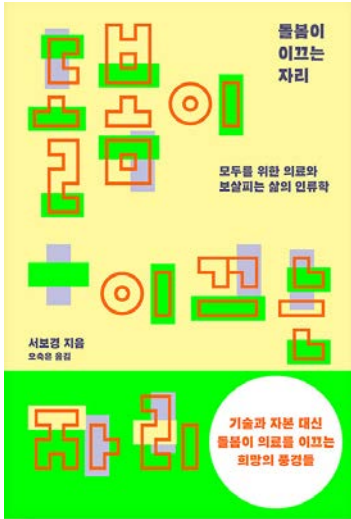 돌봄이
이끄는
자리
돌봄이
이끄는
자리
모두를 위한 의료와
보살피는 삶의 인류학
서보경 지음
오숙은 옮김
기술과 자본 대신
돌봄이 의료를 이끄는
희망의 풍경들